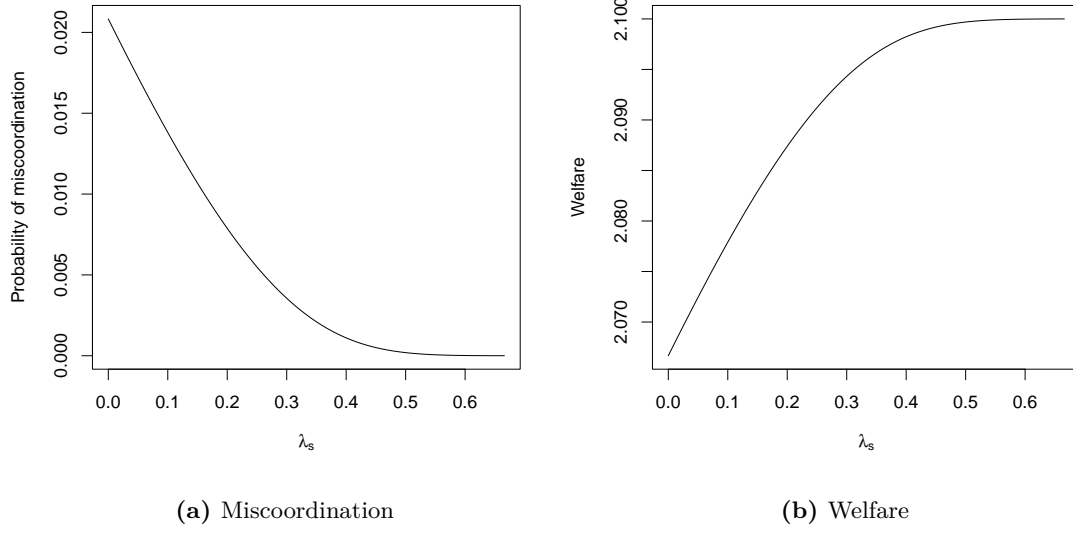 Probability of miscoordination
0.020
0.015
0.010
0.005
0.000
0.0 0.1 0.2 0.3 0.4 0.5 0.6
λs
(a) Miscoordination
Welfare
2.100
2.090
2.080
2.070
0.0 0.1 0.2 0.3 0.4 0.5 0.6
λs
(b) Welfare